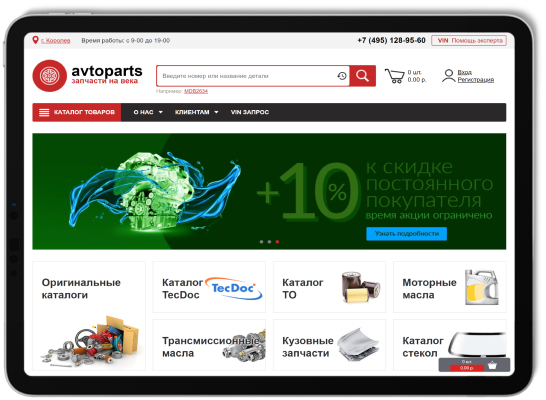 г. Королев
Время работы: с 9-00 до 19-00
+7 (495) 128-95-60
VIN Помощь эксперта
avtoparts
запчасти на века
Введите номер или название детали
Например: MDB2634
0 шт.
0.00 р.
Вход
Регистрация
КАТАЛОГ ТОВАРОВ
О НАС
КЛИЕНТАМ
VIN ЗАПРОС
+10%
к скидке
постоянного
покупателя
время акции ограничено
Узнать подробности
Оригинальные
каталоги
Каталог
TecDoc
TecDoc
Каталог
ТО
Моторные
масла
Трансмиссионные
масла
Кузовные
запчасти
Каталог
стекол
0 шт.
0.00 р.